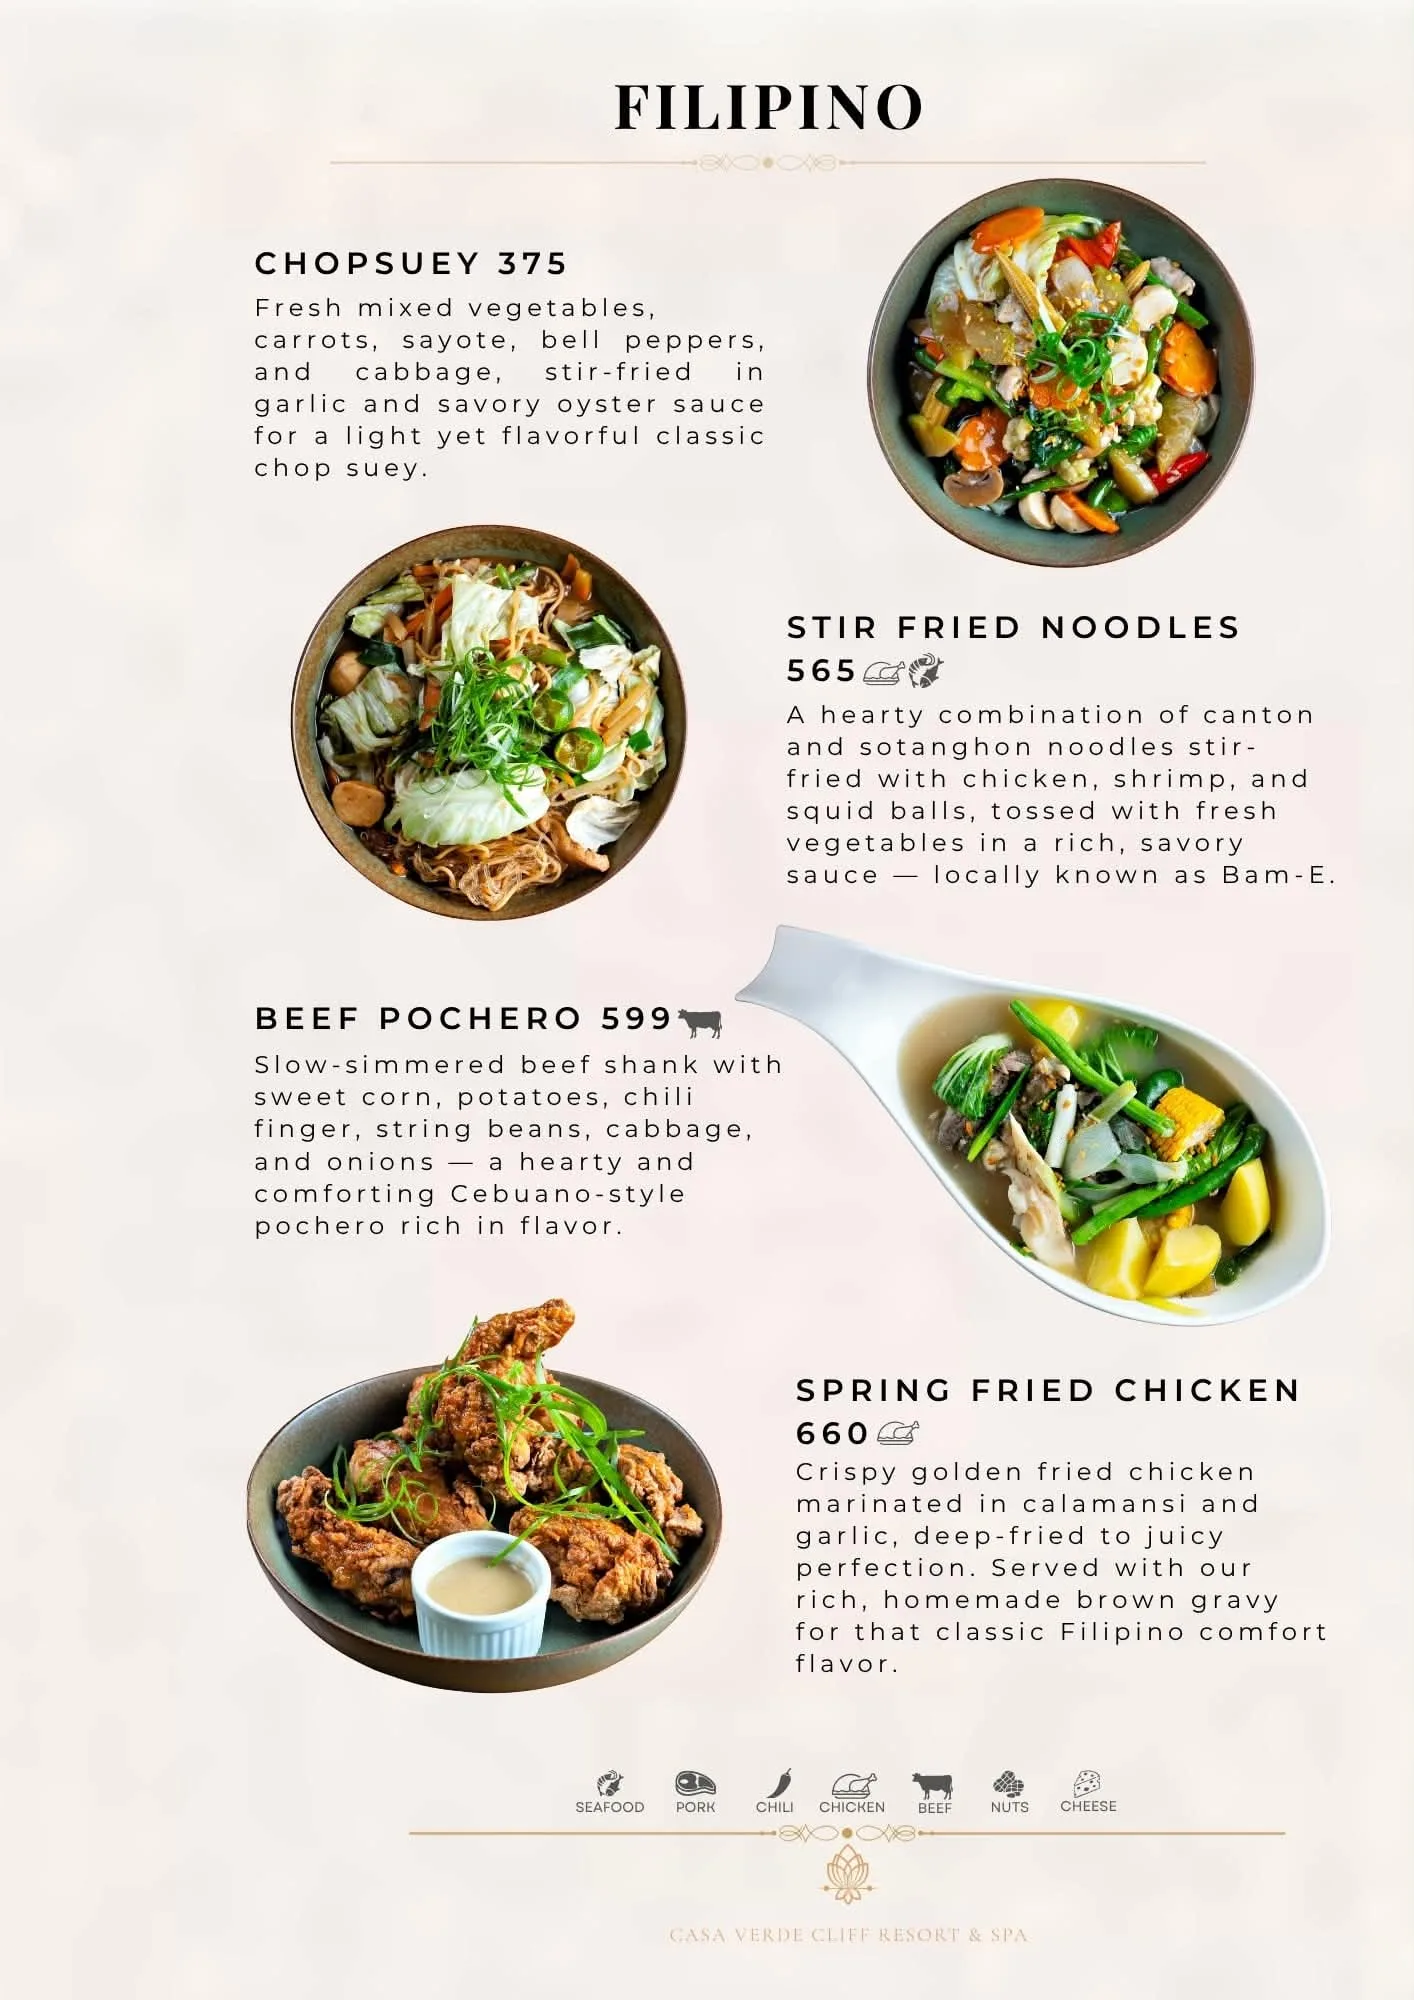 FILIPINO
CHOPSUEY 375
Fresh mixed vegetables,
carrots, sayote, bell peppers,
and cabbage, stir-fried in
garlic and savory oyster sauce
for a light yet flavorful classic
chop suey.
STIR FRIED NOODLES
565
A hearty combination of canton
and sotanghon noodles stir-
fried with chicken, shrimp, and
squid balls, tossed with fresh
vegetables in a rich, savory
sauce — locally known as Bam-E.
BEEF POCHERO 599
Slow-simmered beef shank with
sweet corn, potatoes, chili
finger, string beans, cabbage,
and onions — a hearty and
comforting Cebuano-style
pochero rich in flavor.
SPRING FRIED CHICKEN
660
Crispy golden fried chicken
marinated in calamansi and
garlic, deep-fried to juicy
perfection. Served with our
rich, homemade brown gravy
for that classic Filipino comfort
flavor.
SEAFOOD PORK CHILI CHICKEN BEEF NUTS CHEESE
CASA VERDE CLIFF RESORT & SPA